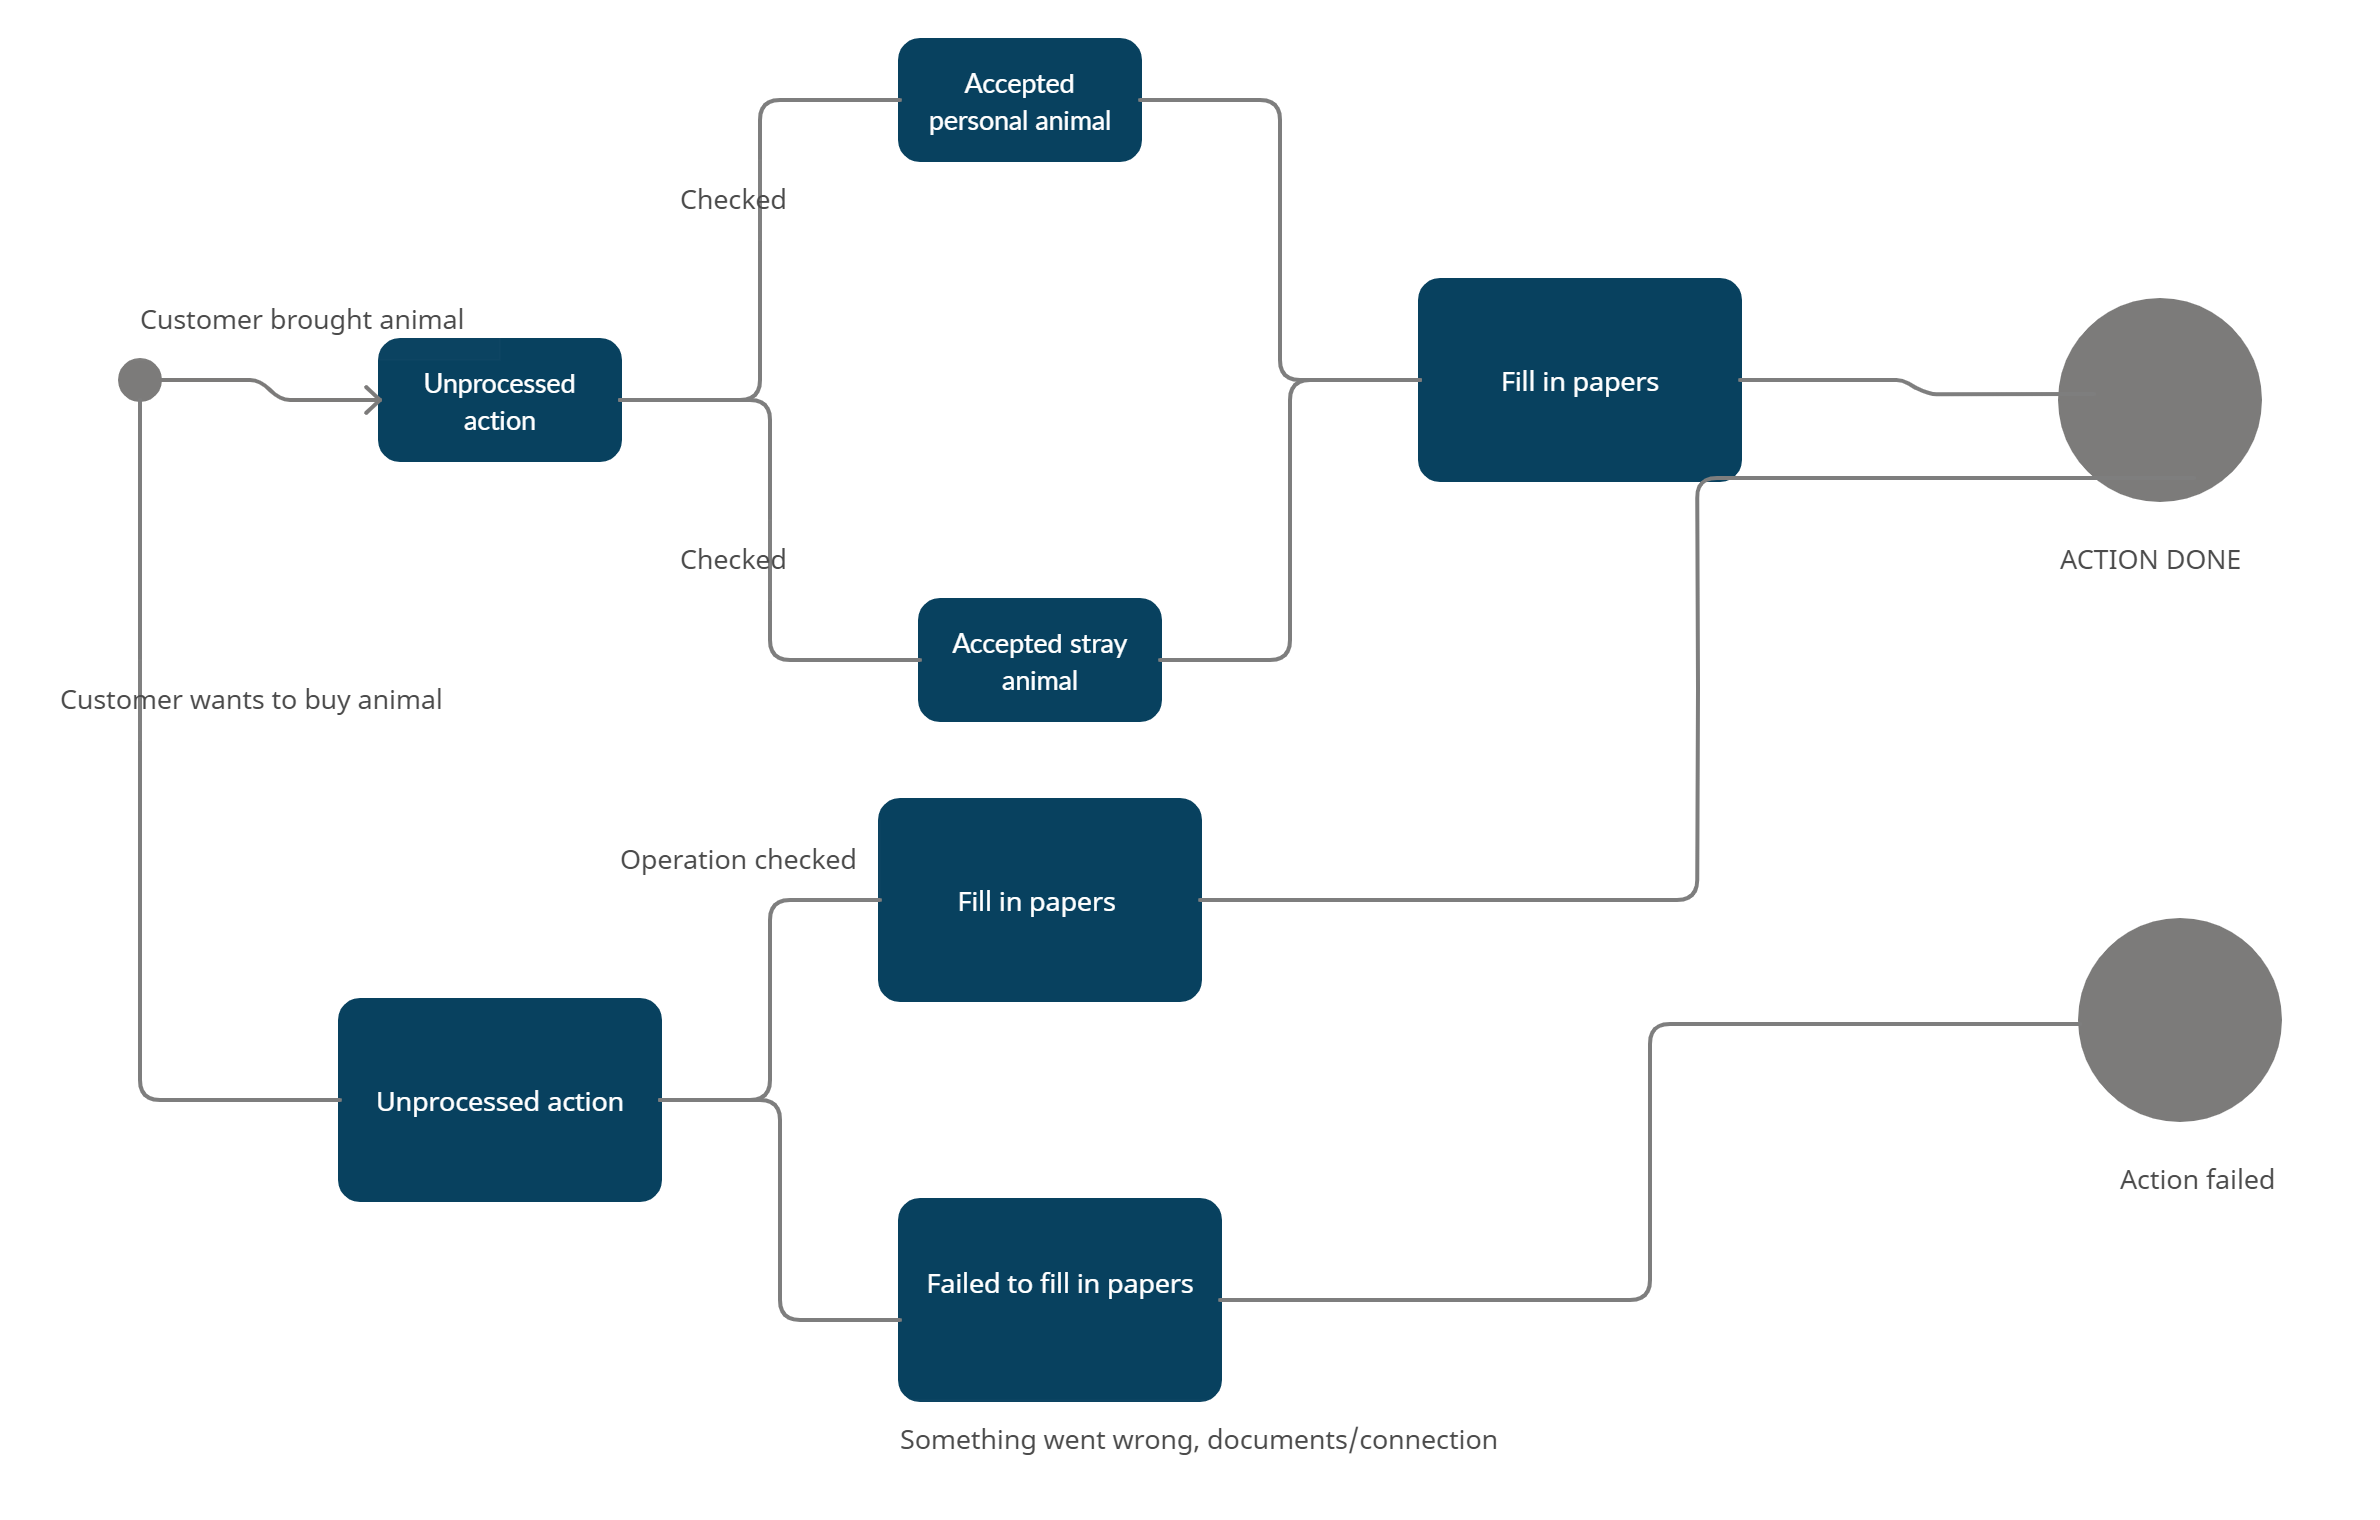 Accepted
personal animal
Checked
Customer brought animal
Unprocessed
action
Fill in papers
Checked
ACTION DONE
Accepted stray
animal
Customer wants to buy animal
Operation checked
Fill in papers
Unprocessed action
Action failed
Failed to fill in papers
Something went wrong, documents/connection